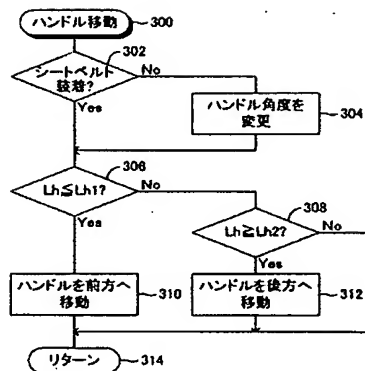 ハンドル移動
300
302
シートベルト
装着?
No
Yes
ハンドル角度を
変更
304
306
Lh≦Lh1?
No
Yes
308
Lh≧Lh2?
No
Yes
ハンドルを前方へ
移動
310
ハンドルを後方へ
移動
312
リターン
314